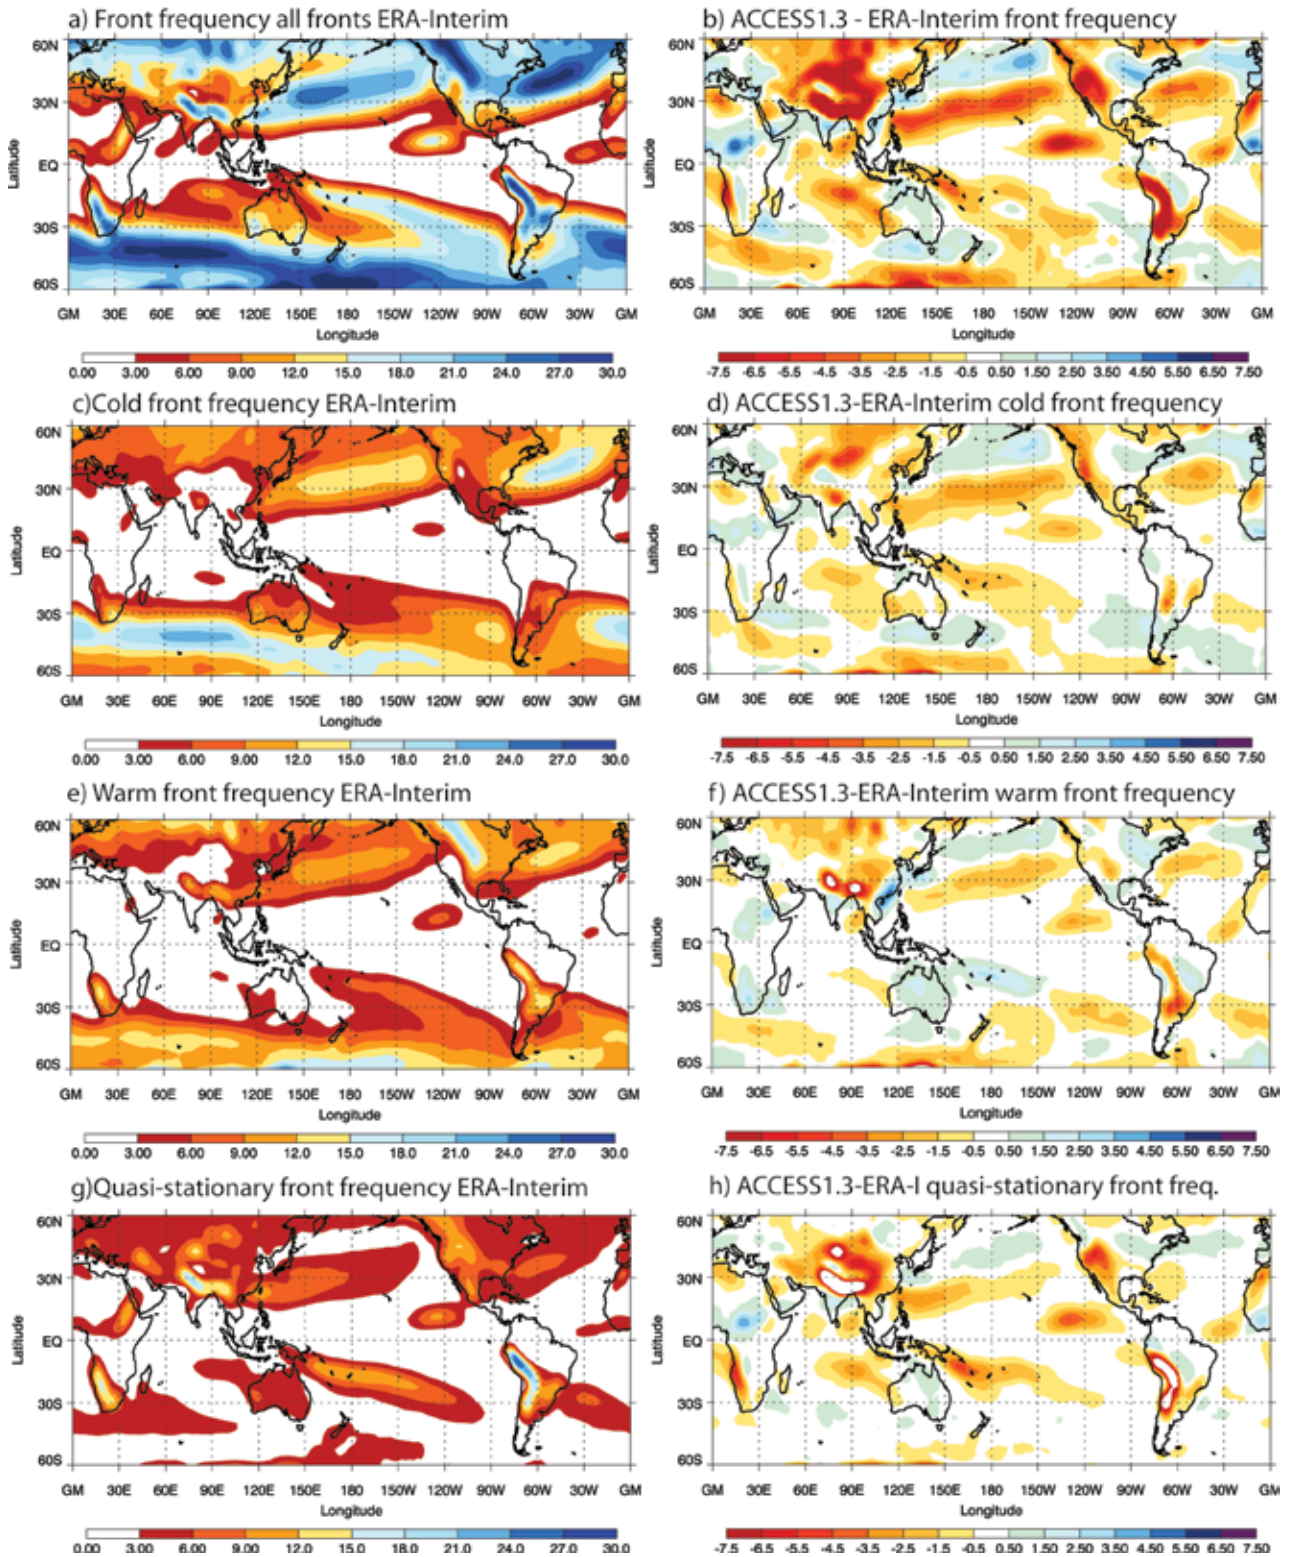 a) Front frequency all fronts ERA-Interim
60N
30N
EQ
30S
60S
Latitude
GM 30E 60E 90E 120E 150E 180 150W 120W 90W 60W 30W GM
Longitude
0.00 3.00 6.00 9.00 12.0 15.0 18.0 21.0 24.0 27.0 30.0
b) ACCESS1.3 - ERA-Interim front frequency
60N
30N
EQ
30S
60S
Latitude
GM 30E 60E 90E 120E 150E 180 150W 120W 90W 60W 30W GM
Longitude
-7.5 -6.5 -5.5 -4.5 -3.5 -2.5 -1.5 -0.5 0.50 1.50 2.50 3.50 4.50 5.50 6.50 7.50
c)Cold front frequency ERA-Interim
60N
30N
EQ
30S
60S
Latitude
GM 30E 60E 90E 120E 150E 180 150W 120W 90W 60W 30W GM
Longitude
0.00 3.00 6.00 9.00 12.0 15.0 18.0 21.0 24.0 27.0 30.0
d) ACCESS1.3-ERA-Interim cold front frequency
60N
30N
EQ
30S
60S
Latitude
GM 30E 60E 90E 120E 150E 180 150W 120W 90W 60W 30W GM
Longitude
-7.5 -6.5 -5.5 -4.5 -3.5 -2.5 -1.5 -0.5 0.50 1.50 2.50 3.50 4.50 5.50 6.50 7.50
e) Warm front frequency ERA-Interim
60N
30N
EQ
30S
60S
Latitude
GM 30E 60E 90E 120E 150E 180 150W 120W 90W 60W 30W GM
Longitude
0.00 3.00 6.00 9.00 12.0 15.0 18.0 21.0 24.0 27.0 30.0
f) ACCESS1.3-ERA-Interim warm front frequency
60N
30N
EQ
30S
60S
Latitude
GM 30E 60E 90E 120E 150E 180 150W 120W 90W 60W 30W GM
Longitude
-7.5 -6.5 -5.5 -4.5 -3.5 -2.5 -1.5 -0.5 0.50 1.50 2.50 3.50 4.50 5.50 6.50 7.50
g)Quasi-stationary front frequency ERA-Interim
60N
30N
EQ
30S
60S
Latitude
GM 30E 60E 90E 120E 150E 180 150W 120W 90W 60W 30W GM
Longitude
0.00 3.00 6.00 9.00 12.0 15.0 18.0 21.0 24.0 27.0 30.0
h) ACCESS1.3-ERA-I quasi-stationary front freq.
60N
30N
EQ
30S
60S
Latitude
GM 30E 60E 90E 120E 150E 180 150W 120W 90W 60W 30W GM
Longitude
-7.5 -6.5 -5.5 -4.5 -3.5 -2.5 -1.5 -0.5 0.50 1.50 2.50 3.50 4.50 5.50 6.50 7.50